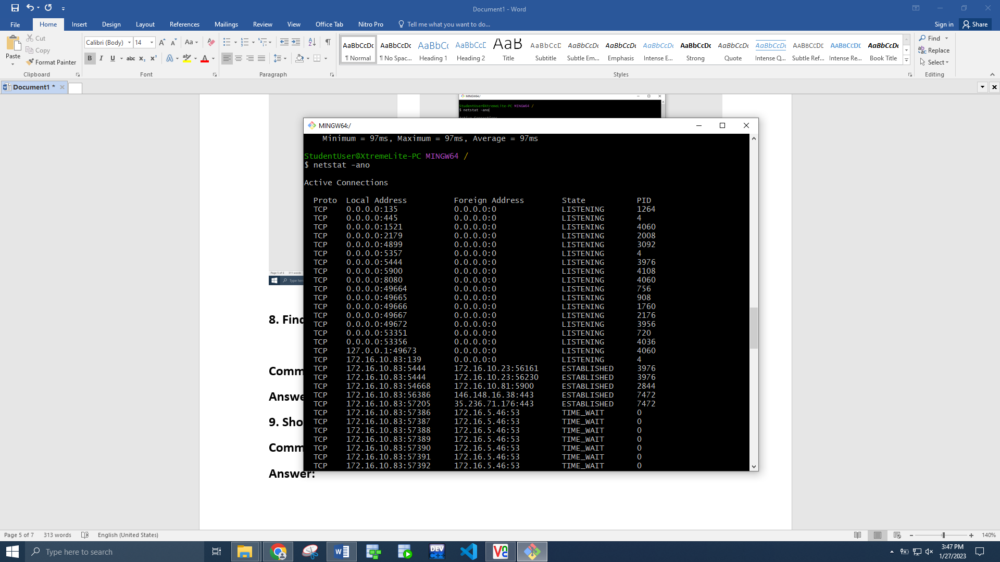 Document1 - Word
File Home Insert Design Layout References Mailings Review View Office Tab Nitro Pro Tell me what you want to do... Sign in Share
Paste
Cut
Copy
Format Painter
Clipboard
Calibri (Body) 14
Font
Paragraph
AaBbCcDc AaBbCcDc AaBbCc AaBbCcD AaB AaBbCcD AaBbCcDc AaBbCcDc AaBbCcDc AaBbCcDc AaBbCcDc AaBbCcDc AABBCCDE AABBCCDE AaBbCcDc
¶ Normal ¶ No Spac... Heading 1 Heading 2 Title Subtitle Subtle Em... Emphasis Intense E... Strong Quote Intense Q... Subtle Ref... Intense Re... Book Title
Styles
Find
Replace
Select
Editing
Document1 *
MINGW64:/
StudentUser@XtremeLite-PC MINGW64 /
$ netstat -ano
Page 5 of 6 311 words
Type here
MINGW64:/
Minimum = 97ms, Maximum = 97ms, Average = 97ms
StudentUser@XtremeLite-PC MINGW64 /
$ netstat -ano
Active Connections
Proto Local Address Foreign Address State PID
TCP 0.0.0.0:135 0.0.0.0:0 LISTENING 1264
TCP 0.0.0.0:445 0.0.0.0:0 LISTENING 4
TCP 0.0.0.0:1521 0.0.0.0:0 LISTENING 4060
TCP 0.0.0.0:2179 0.0.0.0:0 LISTENING 2008
TCP 0.0.0.0:4899 0.0.0.0:0 LISTENING 3092
TCP 0.0.0.0:5357 0.0.0.0:0 LISTENING 4
TCP 0.0.0.0:5444 0.0.0.0:0 LISTENING 3976
TCP 0.0.0.0:5900 0.0.0.0:0 LISTENING 4108
TCP 0.0.0.0:8080 0.0.0.0:0 LISTENING 4060
TCP 0.0.0.0:49664 0.0.0.0:0 LISTENING 756
TCP 0.0.0.0:49665 0.0.0.0:0 LISTENING 908
TCP 0.0.0.0:49666 0.0.0.0:0 LISTENING 1760
TCP 0.0.0.0:49667 0.0.0.0:0 LISTENING 2176
TCP 0.0.0.0:49672 0.0.0.0:0 LISTENING 3956
TCP 0.0.0.0:53351 0.0.0.0:0 LISTENING 720
TCP 0.0.0.0:53356 0.0.0.0:0 LISTENING 4036
TCP 127.0.0.1:49673 0.0.0.0:0 LISTENING 4060
TCP 172.16.10.83:139 0.0.0.0:0 LISTENING 4
TCP 172.16.10.83:5444 172.16.10.23:56161 ESTABLISHED 3976
TCP 172.16.10.83:5444 172.16.10.23:56230 ESTABLISHED 3976
TCP 172.16.10.83:54668 172.16.10.81:5900 ESTABLISHED 2844
TCP 172.16.10.83:56386 146.148.16.38:443 ESTABLISHED 7472
TCP 172.16.10.83:57205 35.236.71.176:443 ESTABLISHED 7472
TCP 172.16.10.83:57386 172.16.5.46:53 TIME_WAIT 0
TCP 172.16.10.83:57387 172.16.5.46:53 TIME_WAIT 0
TCP 172.16.10.83:57388 172.16.5.46:53 TIME_WAIT 0
TCP 172.16.10.83:57389 172.16.5.46:53 TIME_WAIT 0
TCP 172.16.10.83:57390 172.16.5.46:53 TIME_WAIT 0
TCP 172.16.10.83:57391 172.16.5.46:53 TIME_WAIT 0
TCP 172.16.10.83:57392 172.16.5.46:53 TIME_WAIT 0
8. Find
Comm
Answe
9. Sho
Comm
Answer:
Page 5 of 7 313 words English (United States) 140%
Type here to search
DEV C++
3:47 PM
1/27/2023